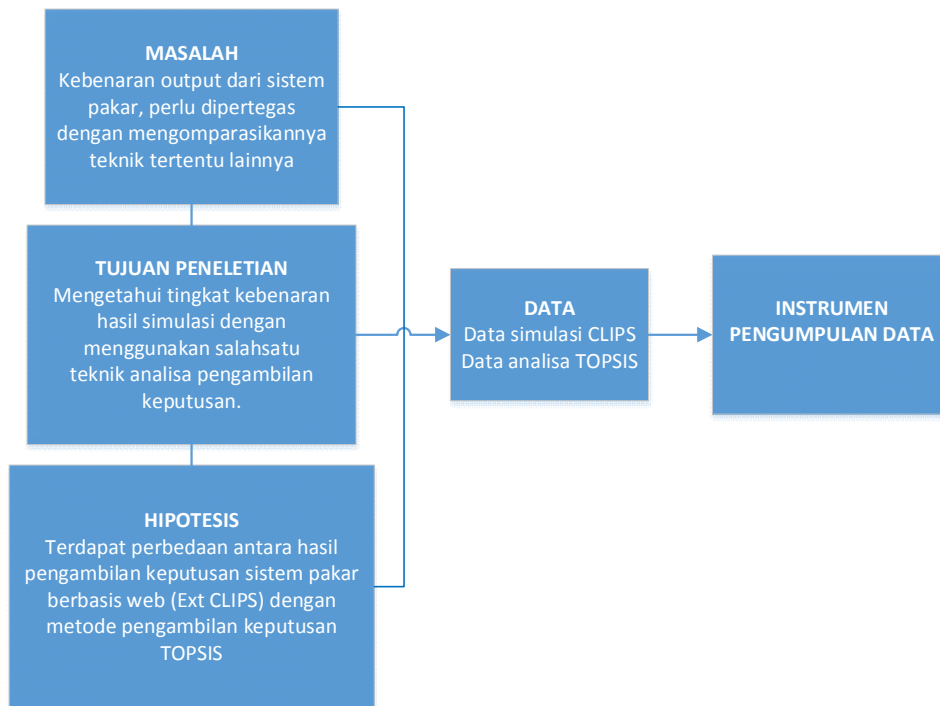 MASALAH
Kebenaran output dari sistem
pakar, perlu dipertegas
dengan mengomparasikannya
teknik tertentu lainnya
TUJUAN PENELETIAN
Mengetahui tingkat kebenaran
hasil simulasi dengan
menggunakan salahsatu
teknik analisa pengambilan
keputusan.
HIPOTESIS
Terdapat perbedaan antara hasil
pengambilan keputusan sistem pakar
berbasis web (Ext CLIPS) dengan
metode pengambilan keputusan
TOPSIS
DATA
Data simulasi CLIPS
Data analisa TOPSIS
INSTRUMEN
PENGUMPULAN DATA